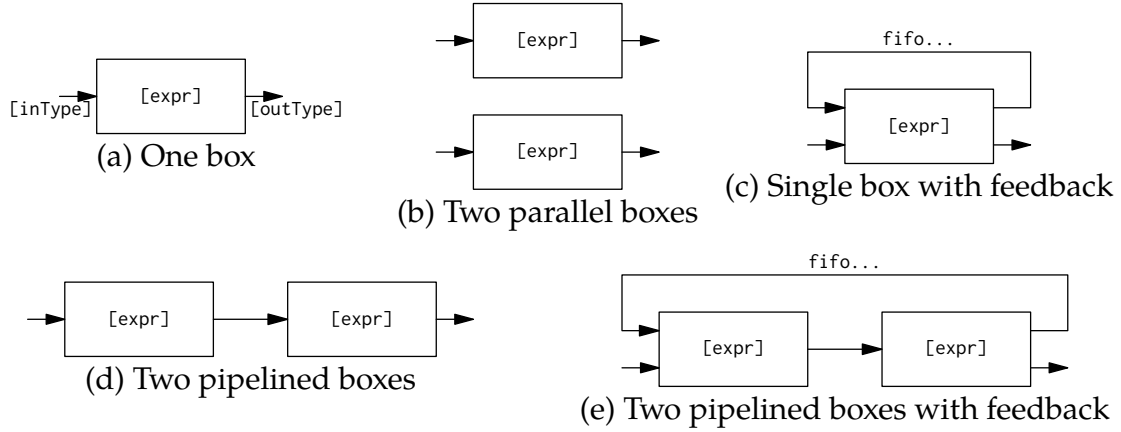 [inType]
[expr]
[outType]
(a) One box
[expr]
[expr]
(b) Two parallel boxes
fifo...
[expr]
(c) Single box with feedback
[expr]
[expr]
(d) Two pipelined boxes
fifo...
[expr]
[expr]
(e) Two pipelined boxes with feedback